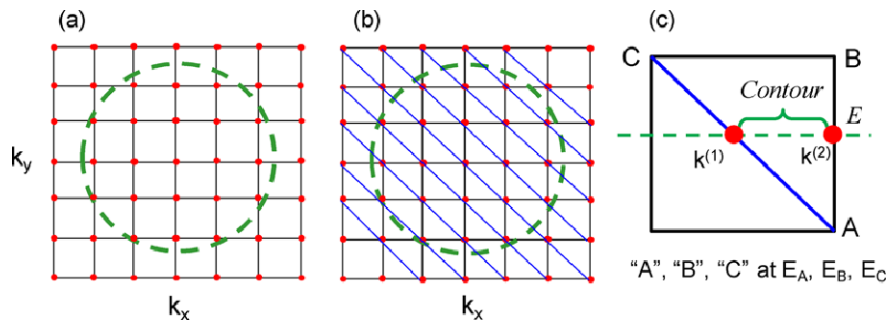 (a)
(b)
(c)
k_y
k_x
k_x
C
B
Contour
E
k^(1)
k^(2)
A
"A", "B", "C" at E_A, E_B, E_C